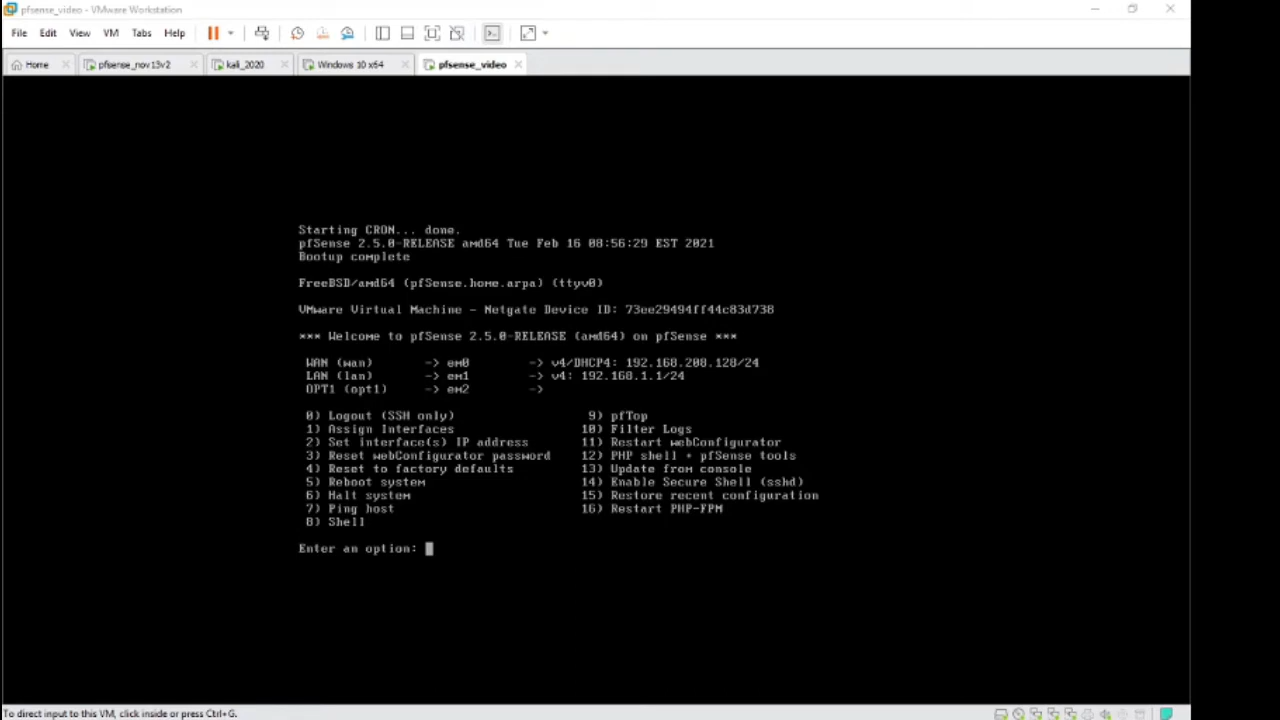 pfsense_video - VMware Workstation
File Edit View VM Tabs Help
Home pfsense_nov13v2 kali_2020 Windows 10 x64 pfsense_video
Starting CRON... done.
pfSense 2.5.0-RELEASE amd64 Tue Feb 16 08:56:29 EST 2021
Bootup complete
FreeBSD/amd64 (pfSense.home.arpa) (ttyv0)
VMware Virtual Machine - Netgate Device ID: 73ee29494ff44c83d738
*** Welcome to pfSense 2.5.0-RELEASE (amd64) on pfSense ***
WAN (wan) -> em0 -> v4/DHCP4: 192.168.208.128/24
LAN (lan) -> em1 -> v4: 192.168.1.1/24
OPT1 (opt1) -> em2 ->
0) Logout (SSH only) 9) pfTop
1) Assign Interfaces 10) Filter Logs
2) Set interface(s) IP address 11) Restart webConfigurator
3) Reset webConfigurator password 12) PHP shell + pfSense tools
4) Reset to factory defaults 13) Update from console
5) Reboot system 14) Enable Secure Shell (sshd)
6) Halt system 15) Restore recent configuration
7) Ping host 16) Restart PHP-FPM
8) Shell
Enter an option:
To direct input to this VM, click inside or press Ctrl+G.